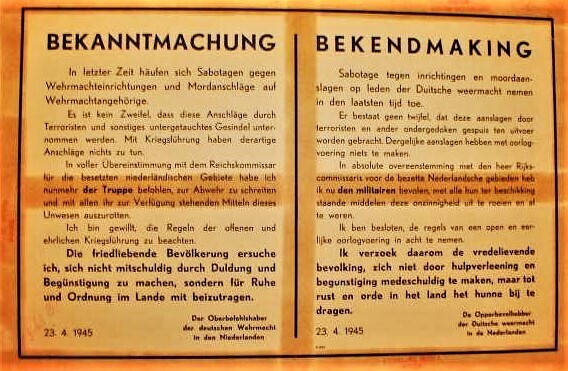 BEKANNTMACHUNG
In letzter Zeit häufen sich Sabotagen gegen
Wehrmachteinrichtungen und Mordanschläge auf
Wehrmachtangehörige.
Es ist kein Zweifel, dass diese Anschläge durch
Terroristen und sonstiges untergetauchtes Gesindel unter-
nommen werden. Mit Kriegsführung haben derartige
Anschläge nichts zu tun.
In voller Übereinstimmung mit dem Reichskommissar
für die besetzten niederländischen Gebiete habe ich
nunmehr der Truppe befohlen, zur Abwehr zu schreiten
und mit allen ihr zur Verfügung stehenden Mitteln dieses
Unwesen auszurotten.
Ich bin gewillt, die Regeln der offenen und
ehrlichen Kriegsführung zu beachten.
Die friedliebende Bevölkerung ersuche
ich, sich nicht mitschuldig durch Duldung und
Begünstigung zu machen, sondern für Ruhe
und Ordnung im Lande mit beizutragen.
Der Oberbefehlshaber
der deutschen Wehrmacht
in den Niederlanden
23. 4. 1945
BEKENDMAKING
Sabotage tegen inrichtingen en moordaan-
slagen op leden der Duitsche weermacht nemen
in den laatsten tijd toe.
Er bestaat geen twijfel, dat deze aanslagen door
terroristen en ander ondergedoken gespuis ten uitvoer
worden gebracht. Dergelijke aanslagen hebben met oorlog-
voering niets te maken.
In absolute overeenstemming met den heer Rijks-
commissaris voor de bezette Nederlandsche gebieden heb
ik nu den militairen bevolen, met alle hun ter beschikking
staande middelen deze onzinnigheid uit te roeien en af
te weren.
Ik ben besloten, de regels van een open en eer-
lijke oorlogvoering in acht te nemen.
Ik verzoek daarom de vredelievende
bevolking, zich niet door hulpverleening en
begunstiging medeschuldig te maken, maar tot
rust en orde in het land het hunne bij te
dragen.
De Opperbevelhebber
der Duitsche weermacht
in de Nederlanden
23. 4. 1945